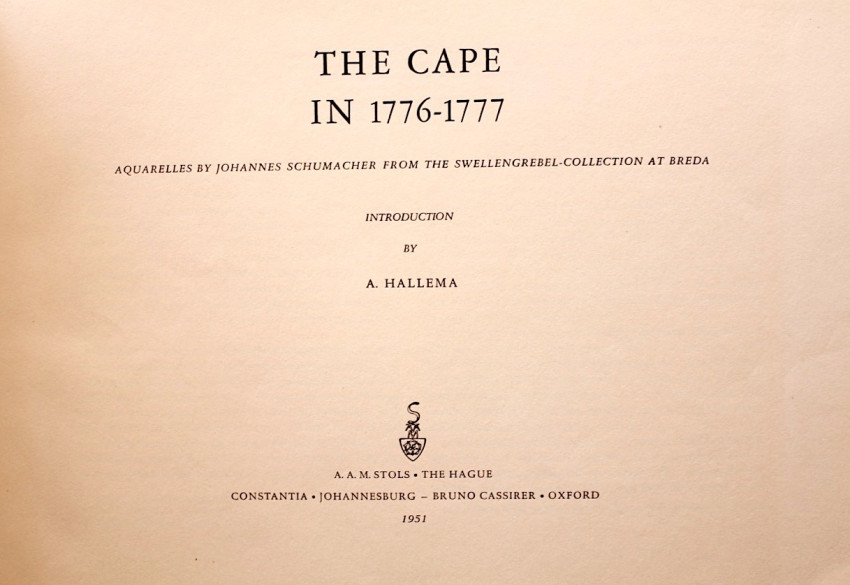 THE CAPE
IN 1776-1777
AQUARELLES BY JOHANNES SCHUMACHER FROM THE SWELLENGREBEL-COLLECTION AT BREDA
INTRODUCTION
BY
A. HALLEMA
A. A. M. STOLS • THE HAGUE
CONSTANTIA • JOHANNESBURG – BRUNO CASSIRER • OXFORD
1951